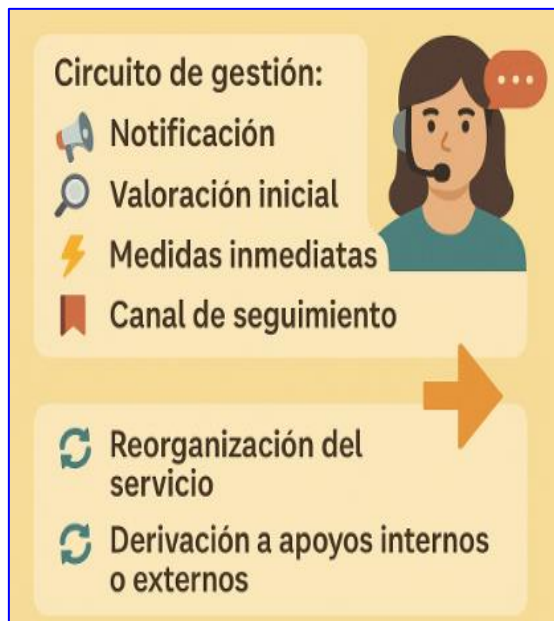 Circuito de gestión:
Notificación
Valoración inicial
Medidas inmediatas
Canal de seguimiento
Reorganización del
servicio
Derivación a apoyos internos
o externos